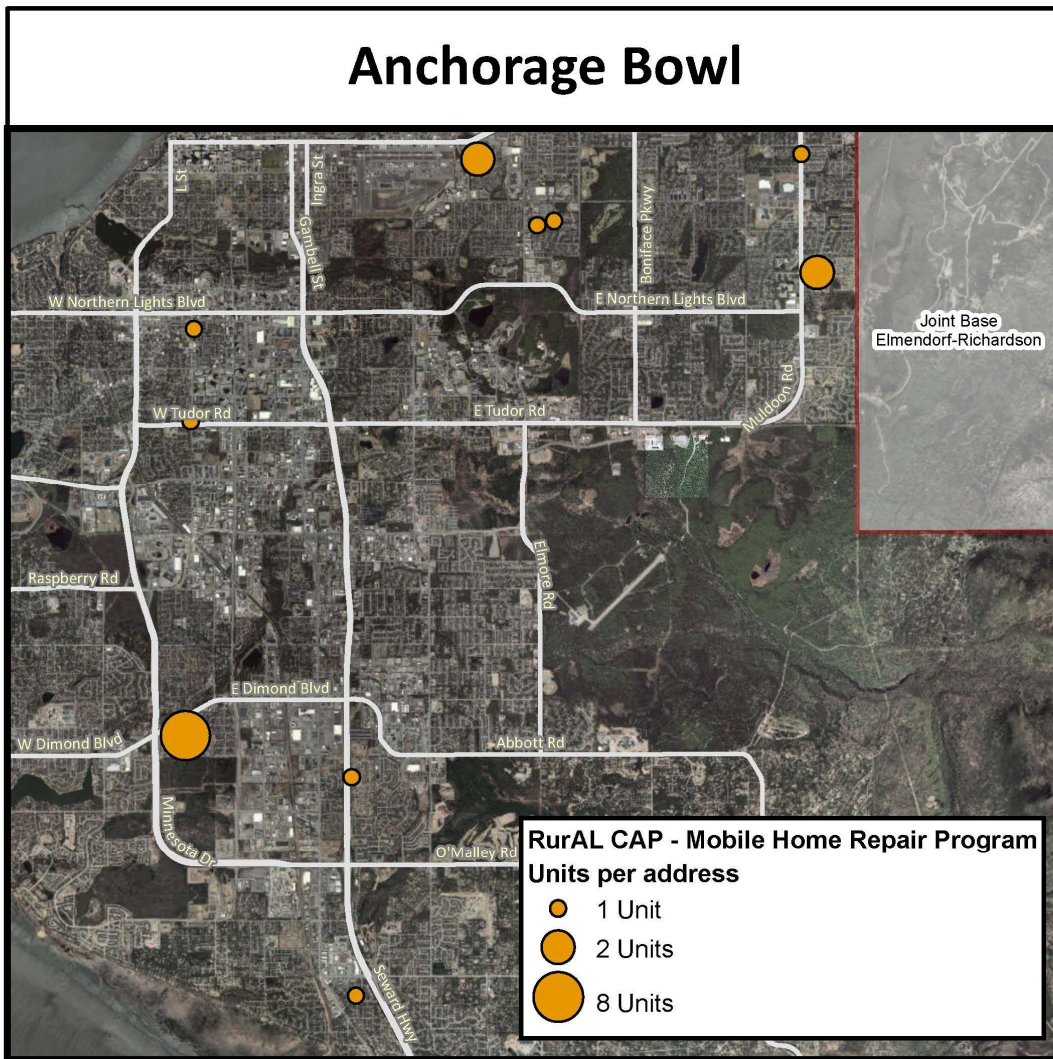 Anchorage Bowl
L St
Ingra St
Gambell St
Boniface Pkwy
W Northern Lights Blvd
E Northern Lights Blvd
Joint Base
Elmendorf-Richardson
W Tudor Rd
E Tudor Rd
Muldoon Rd
Elmore Rd
Raspberry Rd
E Dimond Blvd
W Dimond Blvd
Abbott Rd
Minnesota Dr
O'Malley Rd
Seward Hwy
RurAL CAP - Mobile Home Repair Program
Units per address
1 Unit
2 Units
8 Units